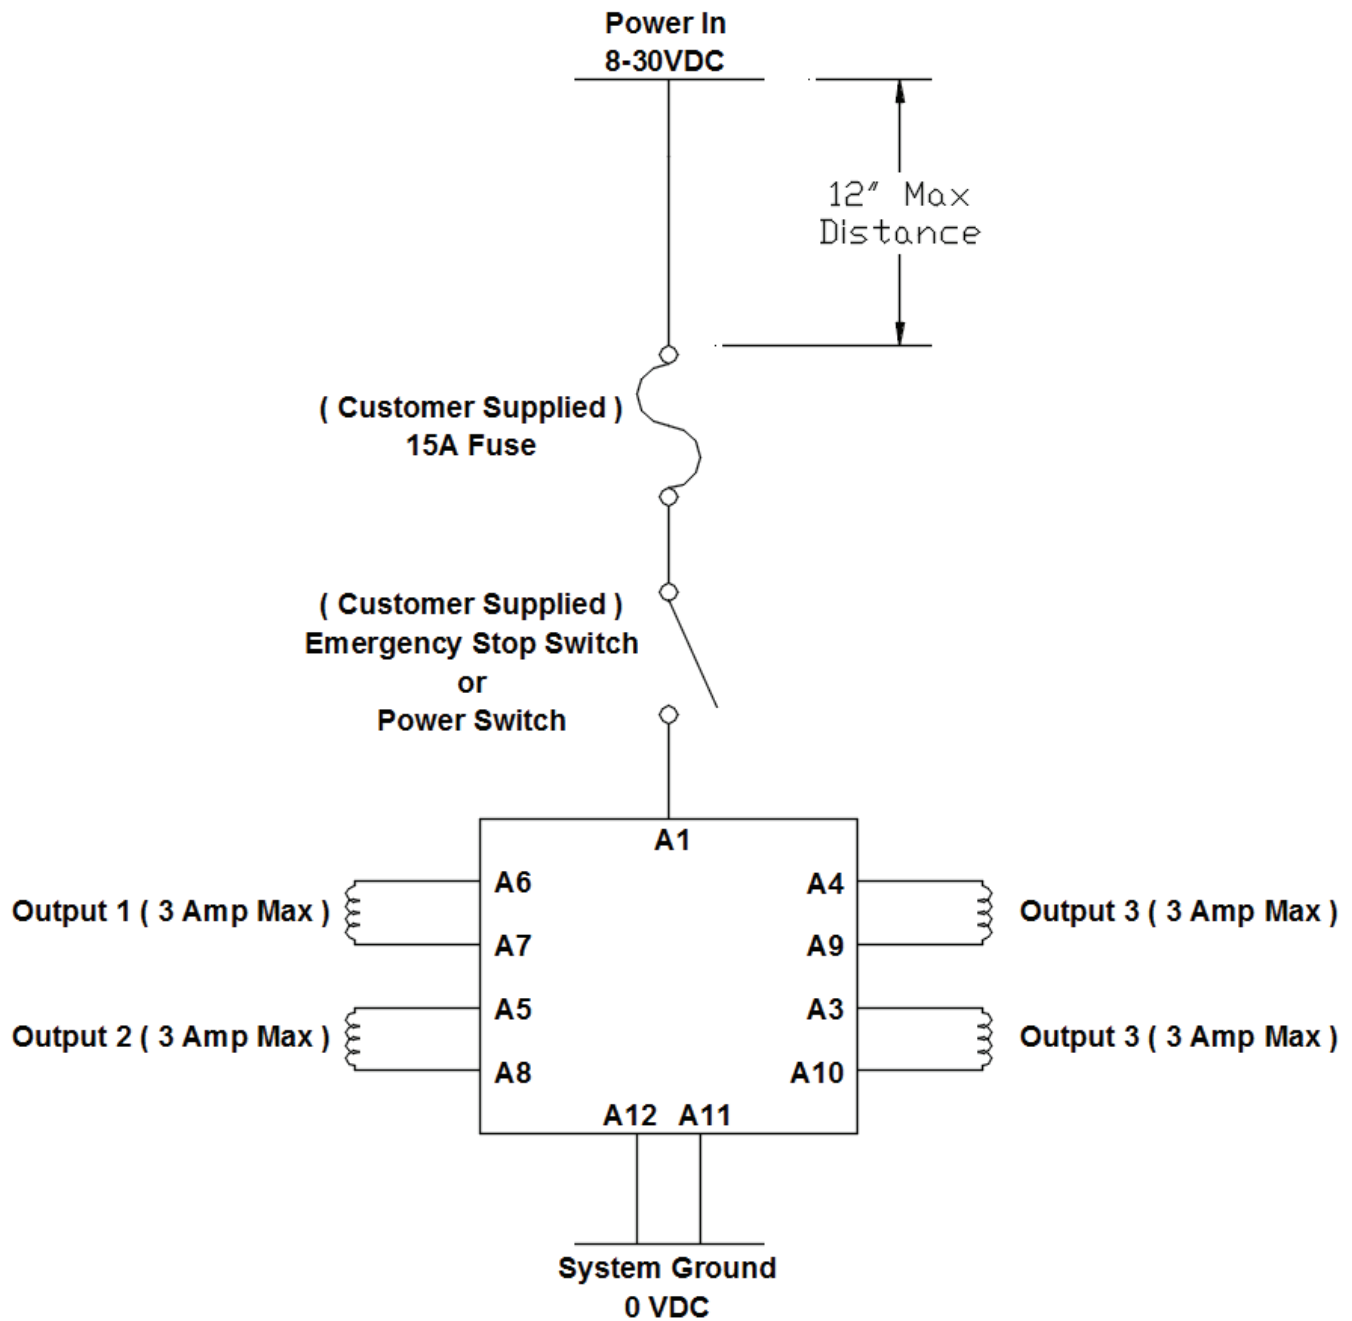 Power In
8-30VDC
12" Max
Distance
( Customer Supplied )
15A Fuse
( Customer Supplied )
Emergency Stop Switch
or
Power Switch
A1
A6
A4
Output 1 ( 3 Amp Max )
Output 3 ( 3 Amp Max )
A7
A9
A5
A3
Output 2 ( 3 Amp Max )
Output 3 ( 3 Amp Max )
A8
A10
A12 A11
System Ground
0 VDC